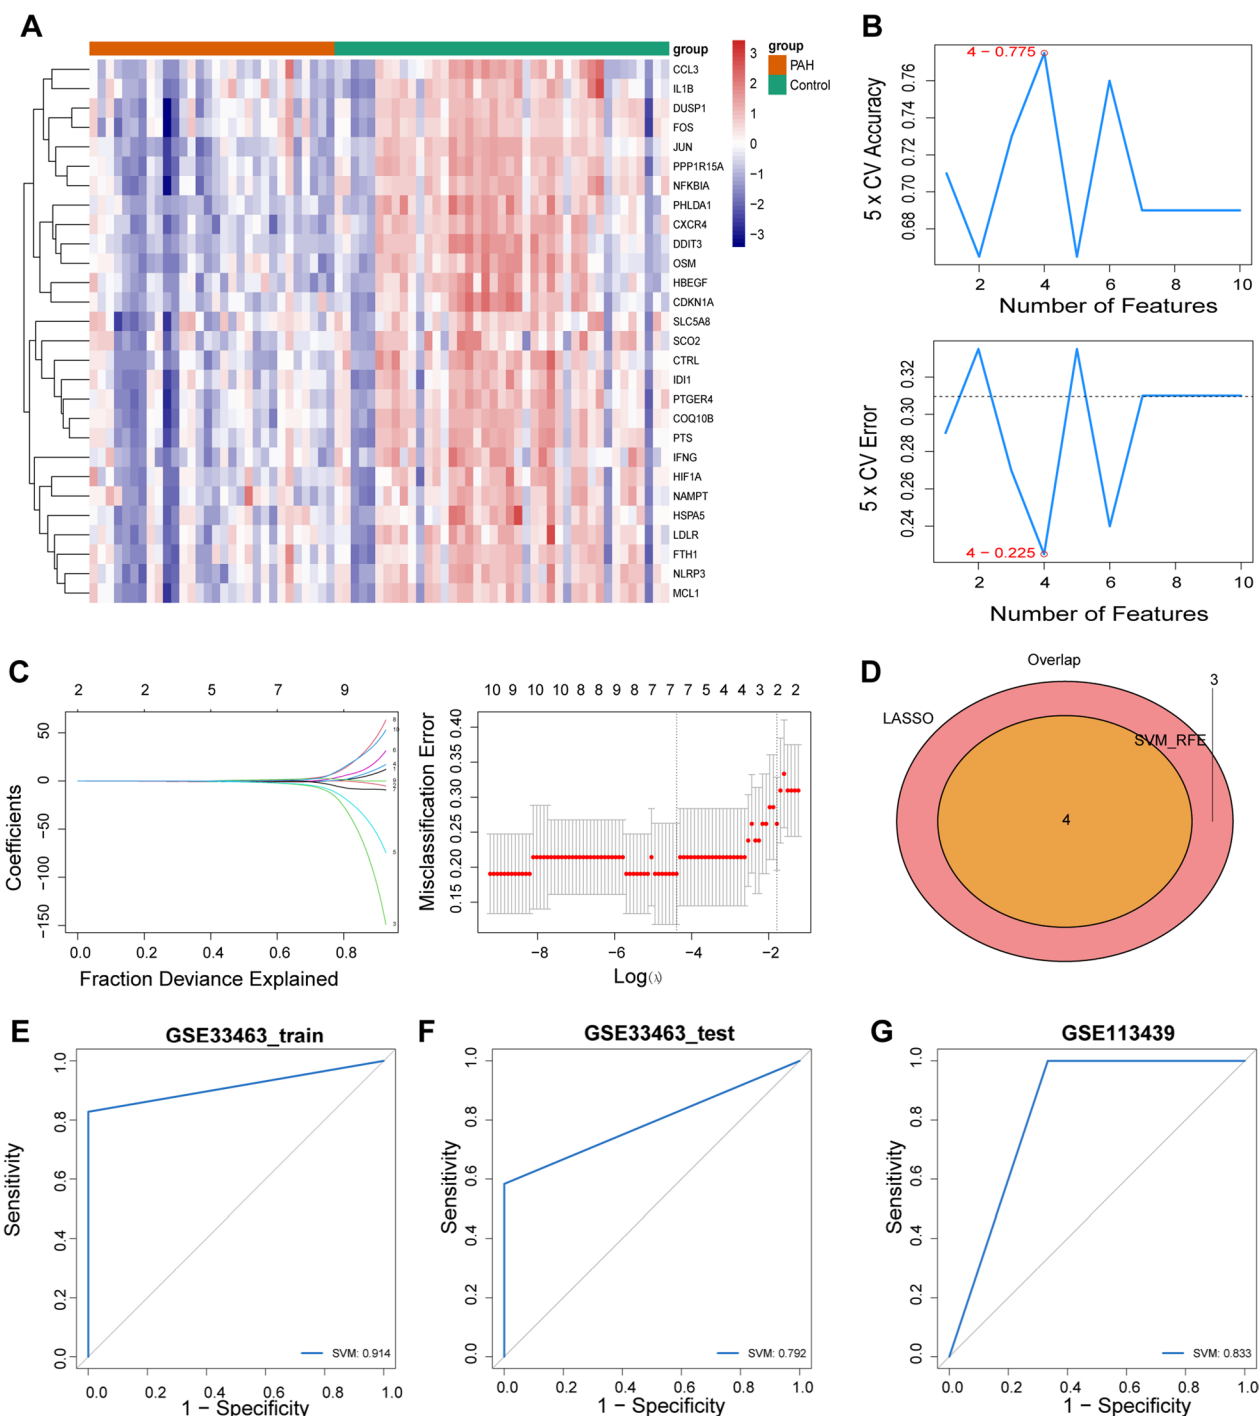 A
group
CCL3
IL1B
DUSP1
FOS
JUN
PPP1R15A
NFKBIA
PHLDA1
CXCR4
DDIT3
OSM
HBEGF
CDKN1A
SLC5A8
SCO2
CTRL
IDI1
PTGER4
COQ10B
PTS
IFNG
HIF1A
NAMPT
HSPA5
LDLR
FTH1
NLRP3
MCL1
3
2
1
0
−1
−2
−3
group
PAH
Control
B
5 x CV Accuracy
0.76
0.74
0.72
0.70
0.68
4 − 0.775
2 4 6 8 10
Number of Features
5 x CV Error
0.32
0.30
0.28
0.26
0.24
4 − 0.225
2 4 6 8 10
Number of Features
C
2 2 5 7 9
Coefficients
50
0
−50
−100
−150
8
10
6
4
1
7
5
3
0.0 0.2 0.4 0.6 0.8
Fraction Deviance Explained
10 9 10 10 8 9 8 7 7 7 5 4 4 3 2 2
Misclassification Error
0.40
0.35
0.30
0.25
0.20
0.15
−8 −6 −4 −2
Log(λ)
D
Overlap
3
LASSO
SVM_RFE
4
E
GSE33463_train
Sensitivity
1.0
0.8
0.6
0.4
0.2
0.0
SVM: 0.914
0.0 0.2 0.4 0.6 0.8 1.0
1 − Specificity
F
GSE33463_test
Sensitivity
1.0
0.8
0.6
0.4
0.2
0.0
SVM: 0.792
0.0 0.2 0.4 0.6 0.8 1.0
1 − Specificity
G
GSE113439
Sensitivity
1.0
0.8
0.6
0.4
0.2
0.0
SVM: 0.833
0.0 0.2 0.4 0.6 0.8 1.0
1 − Specificity